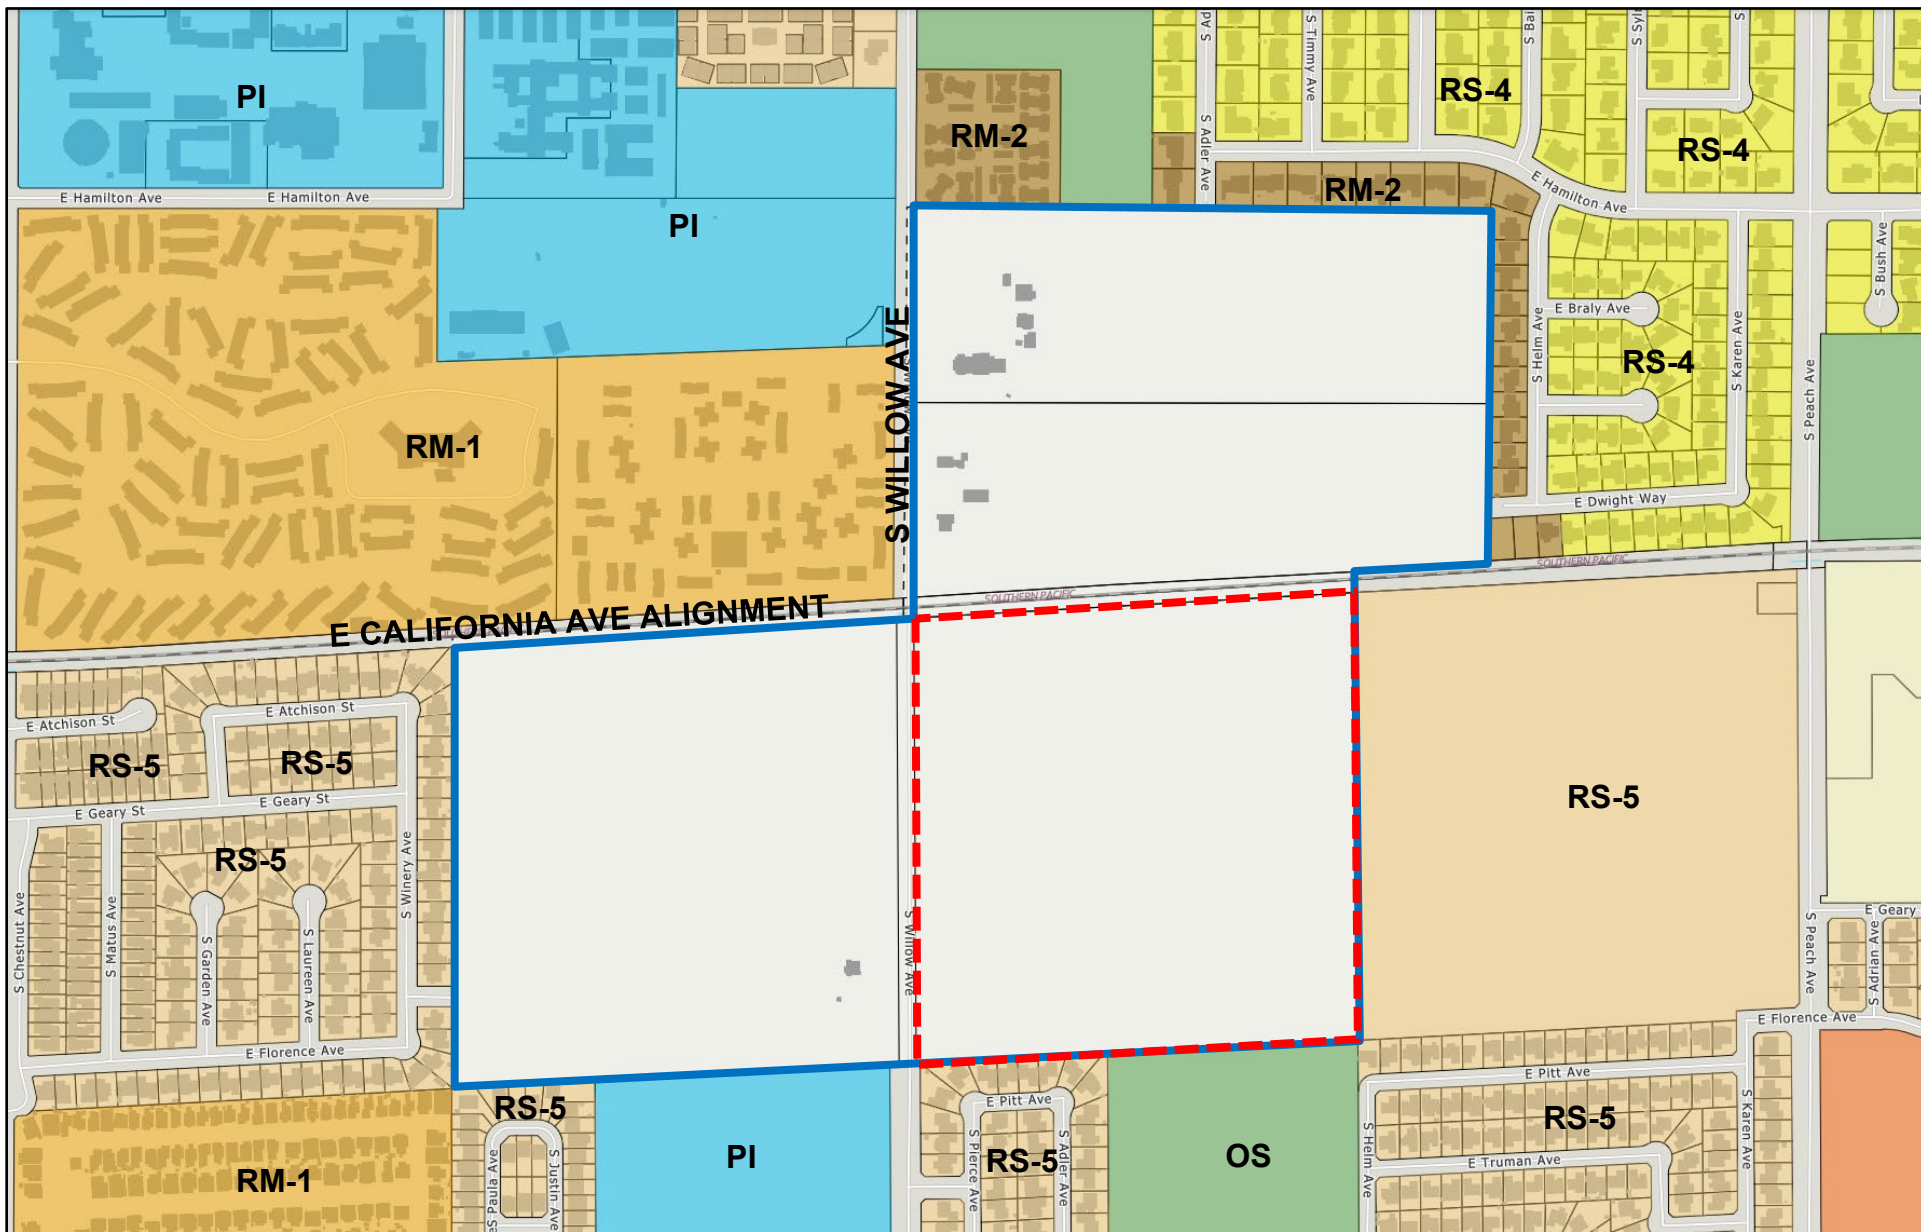 S Ad
S Timmy Ave
S Bai
S Syl
S
PI
RS-4
RM-2
S Adler Ave
RS-4
E Hamilton Ave
E Hamilton Ave
RM-2
E Hamilton Ave
PI
S Bush Ave
S WILLOW AVE
E Braly Ave
S Helm Ave
RS-4
S Karen Ave
S Peach Ave
RM-1
E Dwight Way
SOUTHERN PACIFIC
SOUTHERN PACIFIC
E CALIFORNIA AVE ALIGNMENT
E Atchison St
E Atchison St
RS-5
RS-5
E Geary St
E Geary St
RS-5
RS-5
S Chestnut Ave
S Matus Ave
S Garden Ave
S Laureen Ave
S Winery Ave
S Willow Ave
S Peach Ave
E Geary
S Adrian Ave
E Florence Ave
E Florence Ave
E Pitt Ave
E Pitt Ave
RS-5
RS-5
S Helm Ave
S Karen Ave
PI
RS-5
OS
E Truman Ave
RM-1
S Paula Ave
S Justin Ave
S Pierce Ave
S Adler Ave